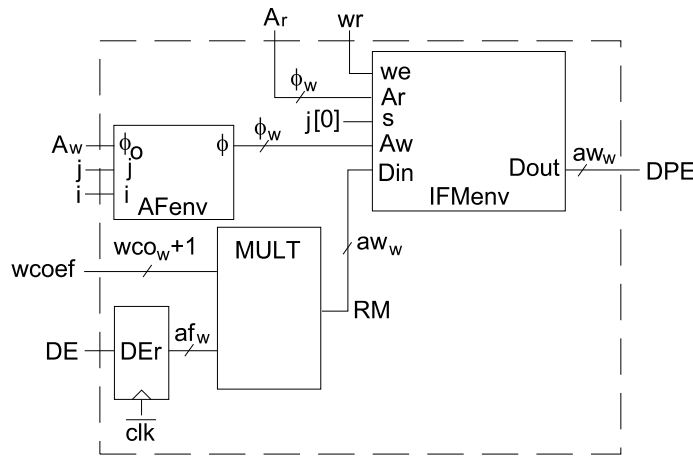 Ar wr
we
ϕw Ar
j[0] s
Aw ϕo ϕ ϕw Aw
j j Din Dout aww DPE
i i
AFenv IFMenv
wcow+1 MULT aww
wcoef
RM
DE DEr afw
clk